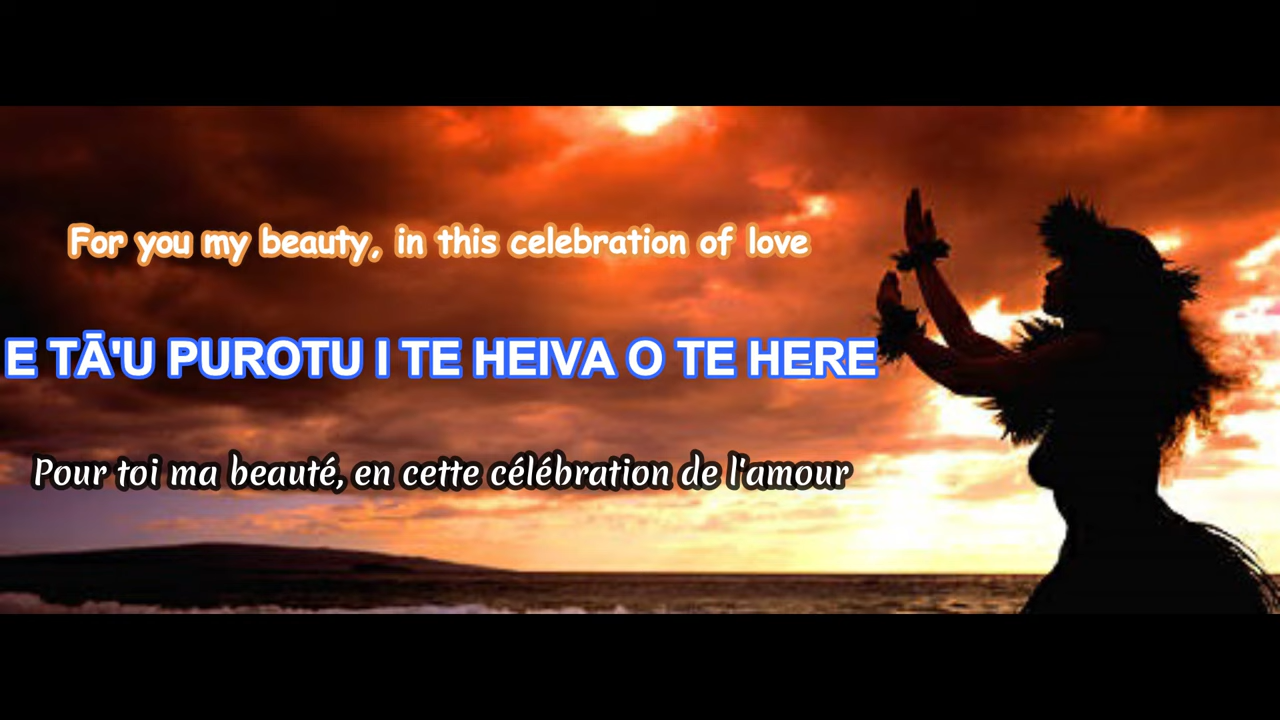 For you my beauty, in this celebration of love
E TĀ'U PUROTU I TE HEIVA O TE HERE
Pour toi ma beauté, en cette célébration de l'amour